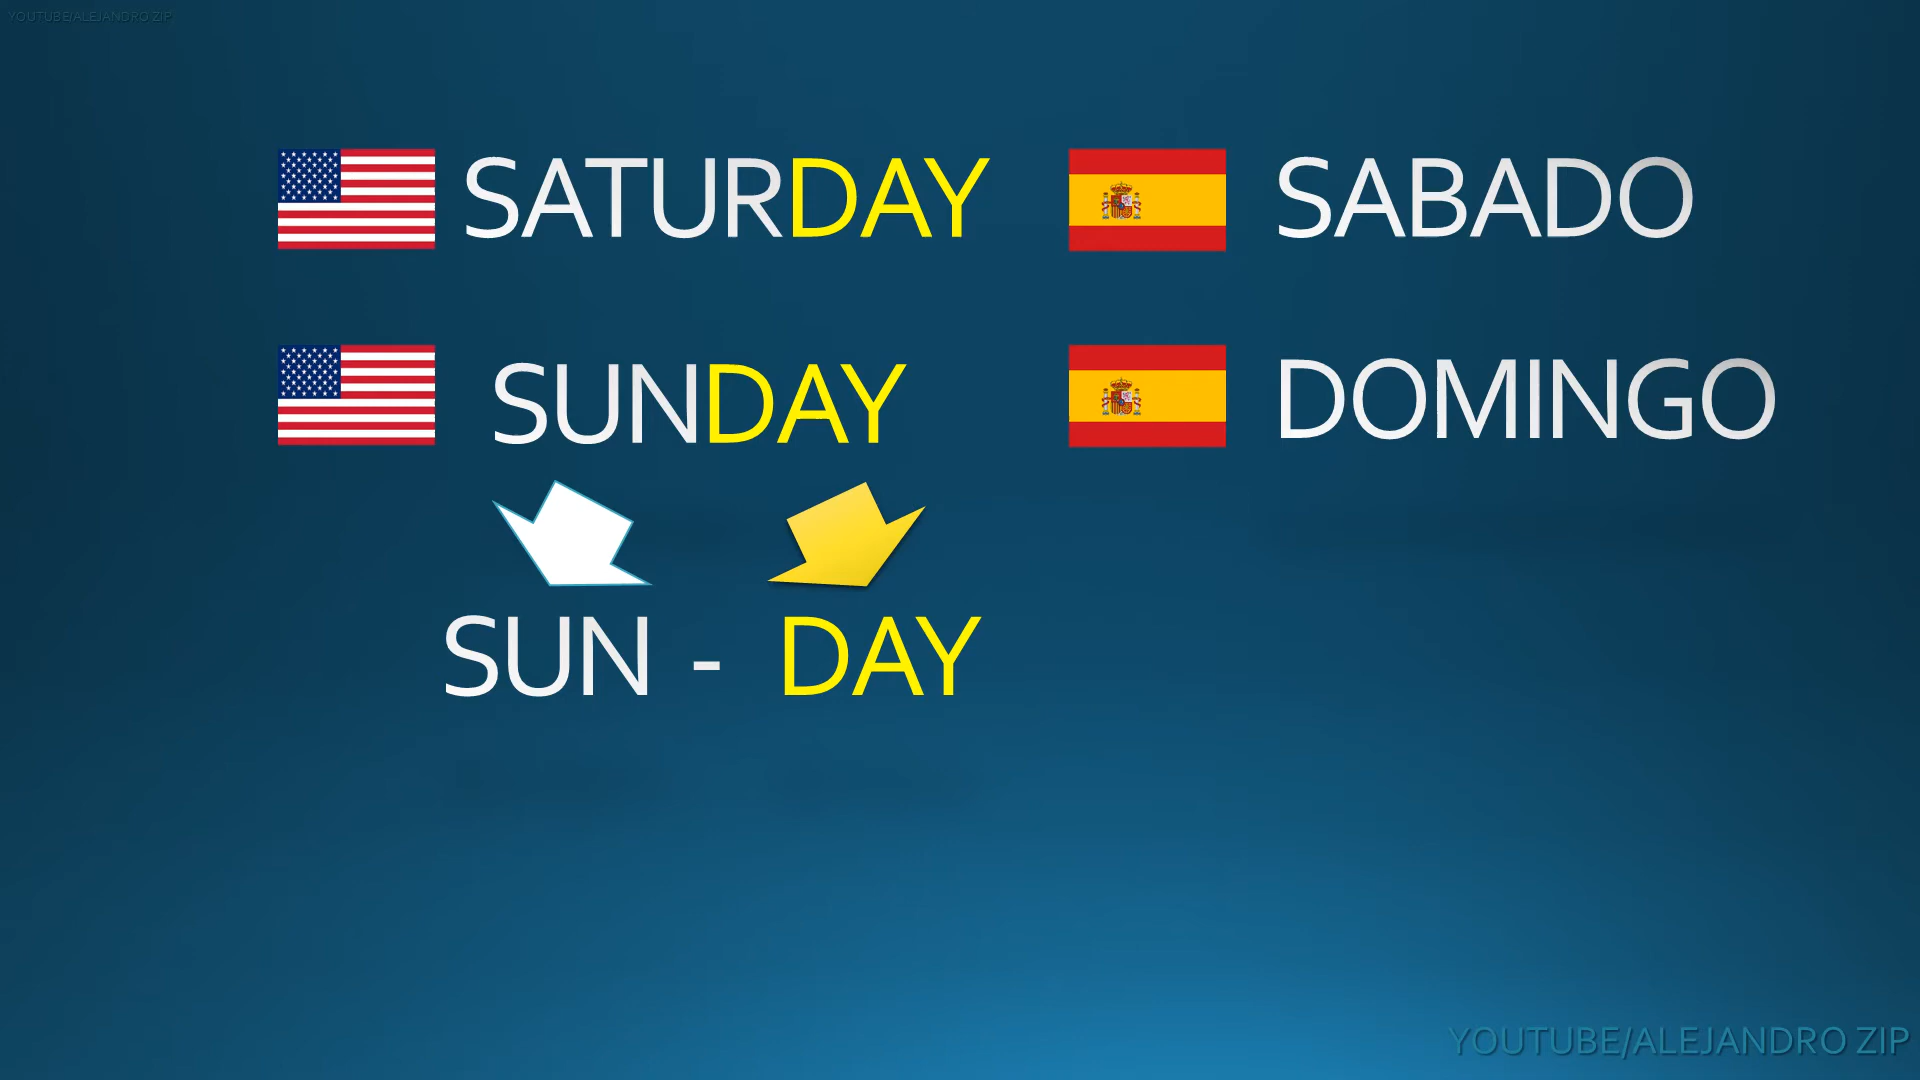 YOUTUBE/ALEJANDRO ZIP
SATURDAY SABADO
SUNDAY DOMINGO
SUN - DAY
YOUTUBE/ALEJANDRO ZIP